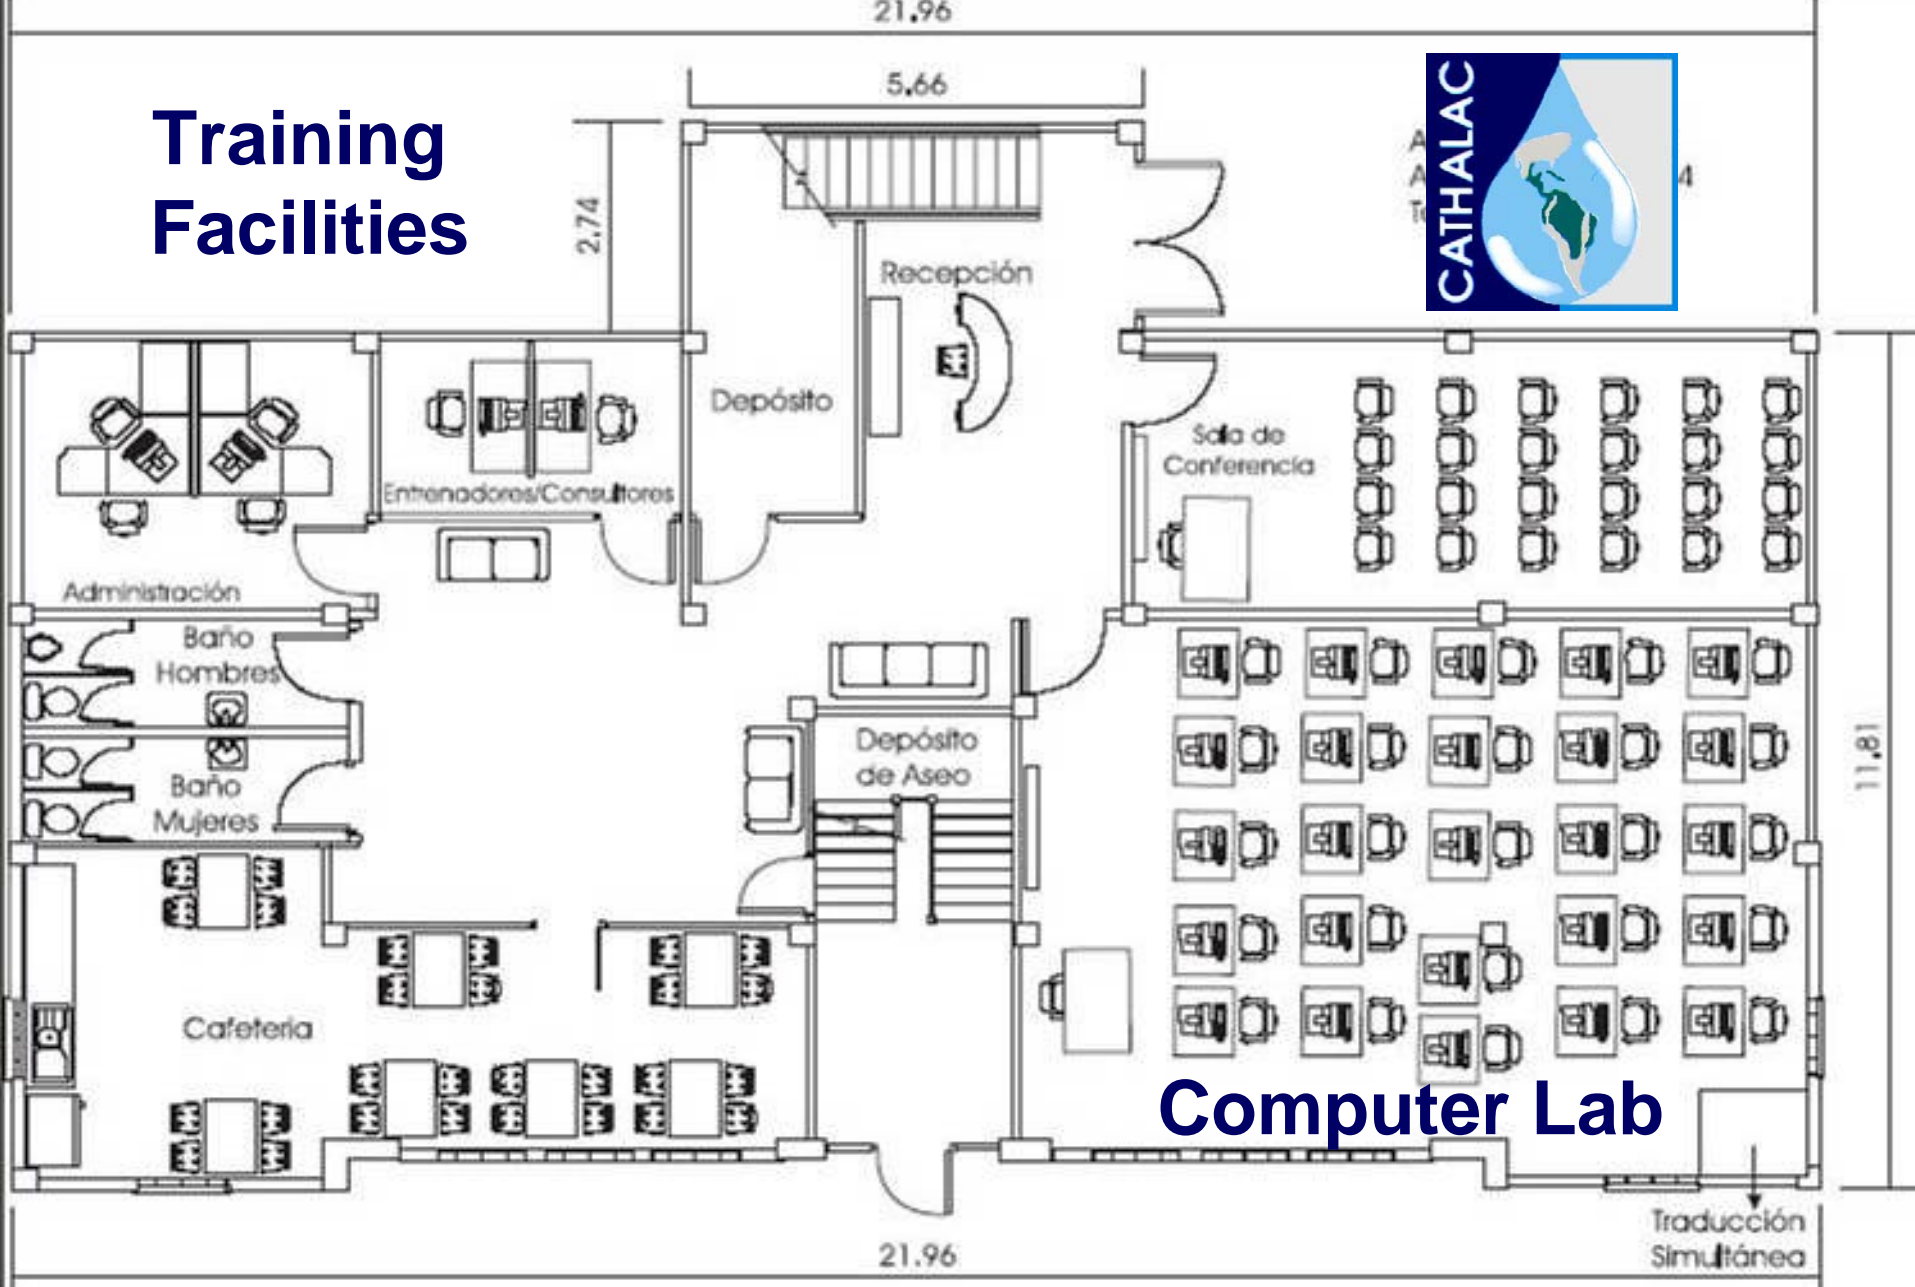 21.96
5.66
Training
Facilities
CATHALAC
4
2.74
Recepción
Depósito
Sala de
Conferencia
Entrenadores/Consultores
Administración
Baño
Hombres
Depósito
de Aseo
11.81
Baño
Mujeres
Cafeteria
Computer Lab
Traducción
Simultánea
21.96